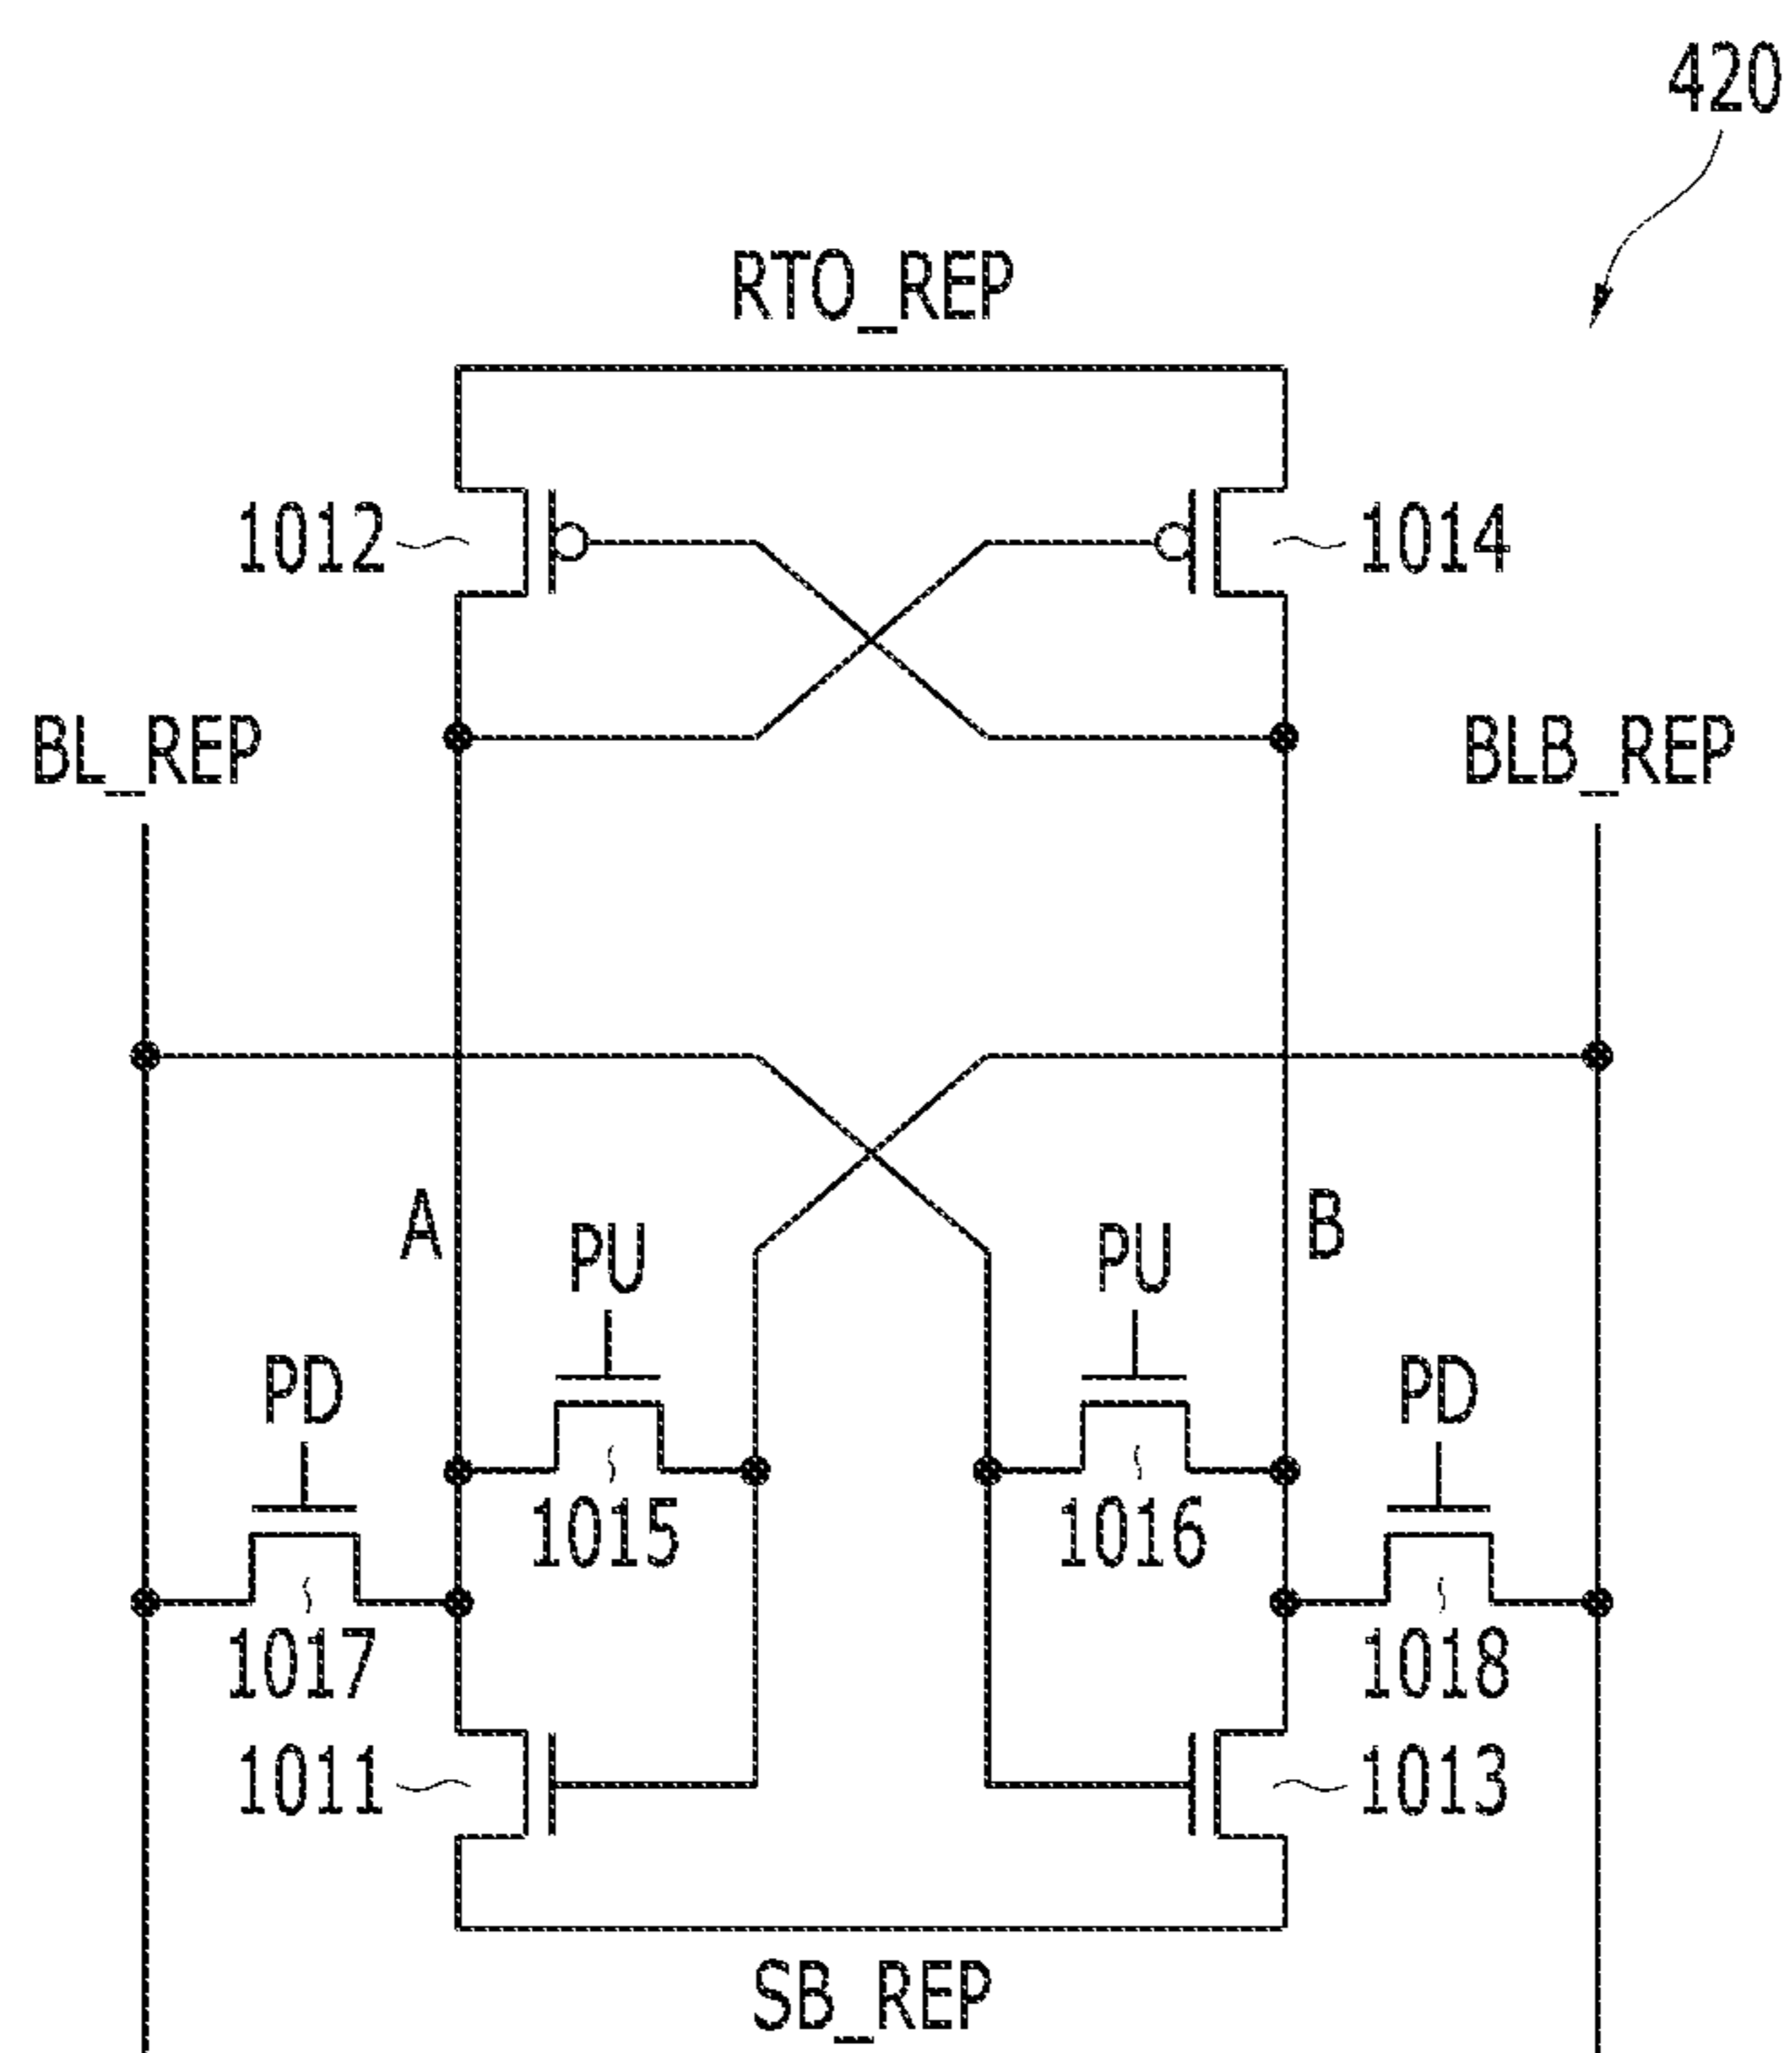 420
RTO_REP
1012
1014
BL_REP
BLB_REP
A
PU
PU
B
PD
PD
1015
1016
1017
1018
1011
1013
SB_REP